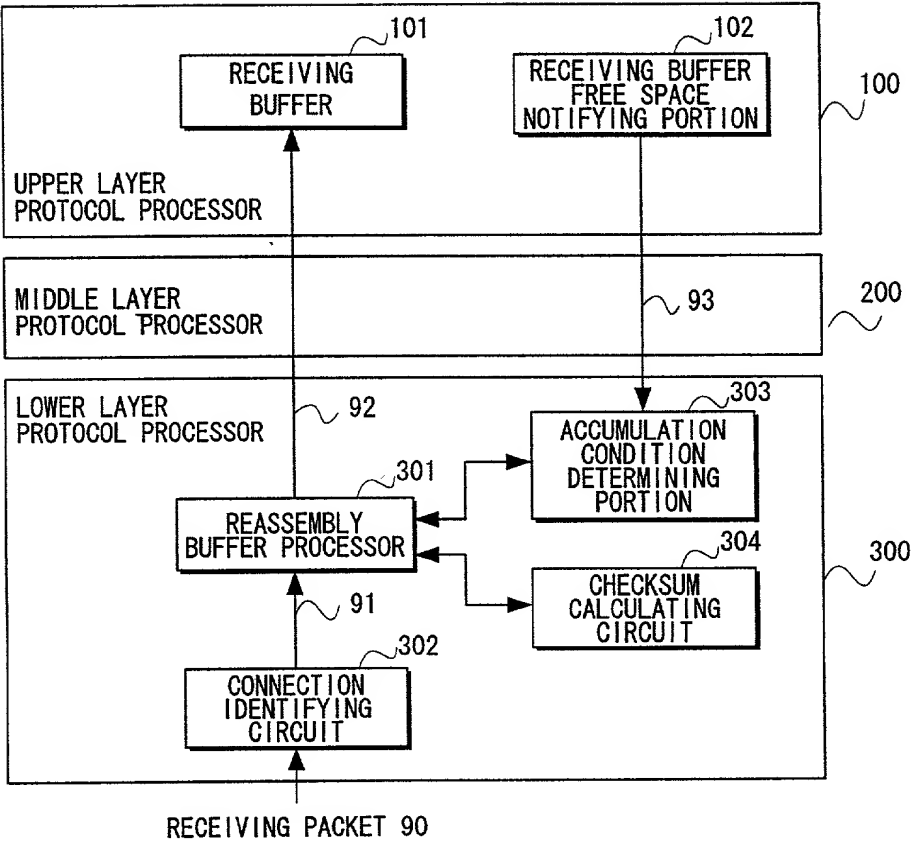 101
RECEIVING
BUFFER
102
RECEIVING BUFFER
FREE SPACE
NOTIFYING PORTION
100
UPPER LAYER
PROTOCOL PROCESSOR
MIDDLE LAYER
PROTOCOL PROCESSOR
93
200
LOWER LAYER
PROTOCOL PROCESSOR
92
303
ACCUMULATION
CONDITION
DETERMINING
PORTION
301
REASSEMBLY
BUFFER PROCESSOR
304
CHECKSUM
CALCULATING
CIRCUIT
300
91
302
CONNECTION
IDENTIFYING
CIRCUIT
RECEIVING PACKET 90